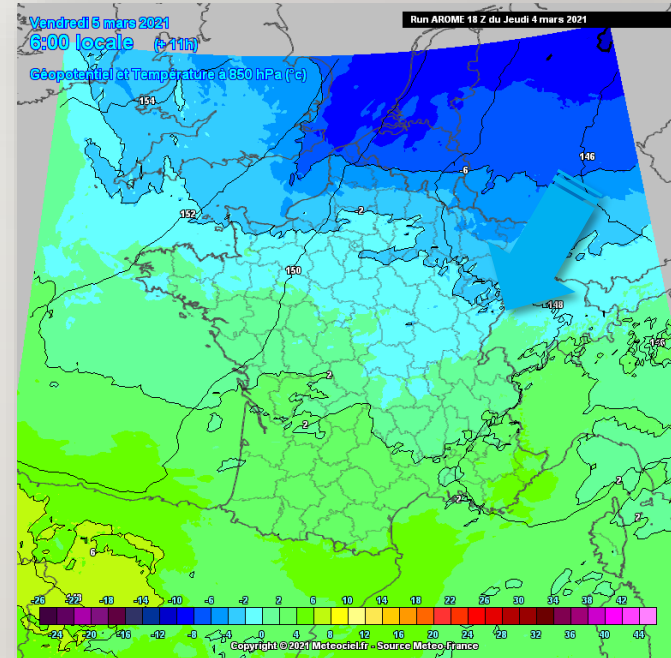 Vendredi 5 mars 2021
Run AROME 18 Z du Jeudi 4 mars 2021
6:00 locale (+ 11h)
Géopotentiel et Température à 850 hPa (°c)
154
146
-6
152
-2
150
148
2
2
2
2
6
-26 -22 -18 -14 -10 -6 -2 2 6 10 14 18 22 26 30 34 38 42
-24 -20 -16 -12 -8 -4 0 4 8 12 16 20 24 28 32 36 40 44
Copyright © 2021 Meteociel.fr - Source Meteo-France